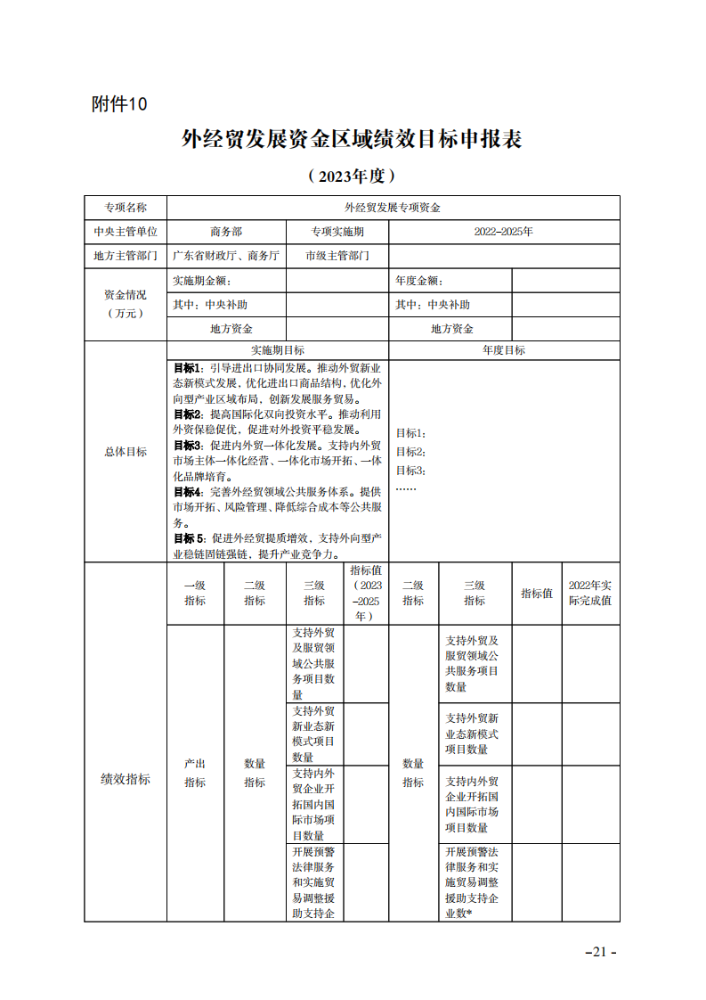 附件10
外经贸发展资金区域绩效目标申报表
（2023年度）
专项名称 外经贸发展专项资金
中央主管单位 商务部 专项实施期 2022-2025年
地方主管部门 广东省财政厅、商务厅 市级主管部门
资金情况
（万元）
实施期金额： 年度金额：
其中：中央补助 其中：中央补助
地方资金 地方资金
总体目标
实施期目标 年度目标
目标1：引导进出口协同发展。推动外贸新业
态新模式发展，优化进出口商品结构，优化外
向型产业区域布局，创新发展服务贸易。
目标2：提高国际化双向投资水平。推动利用
外资保稳促优，促进对外投资平稳发展。
目标3：促进内外贸一体化发展。支持内外贸
市场主体一体化经营、一体化市场开拓、一体
化品牌培育。
目标4：完善外经贸领域公共服务体系。提供
市场开拓、风险管理、降低综合成本等公共服
务。
目标 5：促进外经贸提质增效，支持外向型产
业稳链固链强链，提升产业竞争力。
目标1：
目标2：
目标3：
……
绩效指标
一级
指标
二级
指标
三级
指标
指标值
（2023
-2025
年）
二级
指标
三级
指标
指标值
2022年实
际完成值
产出
指标
数量
指标
支持外贸
及服贸领
域公共服
务项目数
量
支持外贸
新业态新
模式项目
数量
支持内外
贸企业开
拓国内国
际市场项
目数量
开展预警
法律服务
和实施贸
易调整援
助支持企
数量
指标
支持外贸及
服贸领域公
共服务项目
数量
支持外贸新
业态新模式
项目数量
支持内外贸
企业开拓国
内国际市场
项目数量
开展预警法
律服务和实
施贸易调整
援助支持企
业数*
-21 -